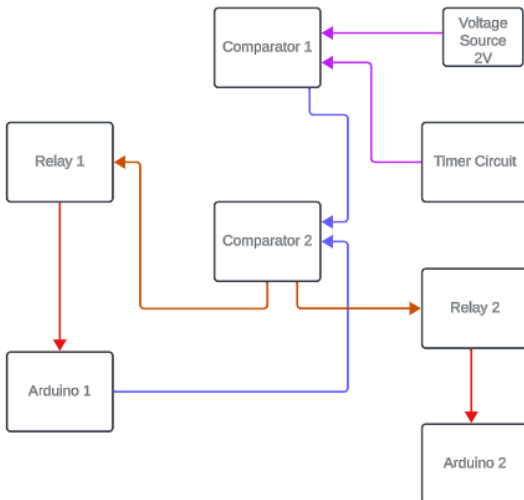 Voltage
Source
2V
Comparator 1
Timer Circuit
Relay 1
Comparator 2
Relay 2
Arduino 1
Arduino 2